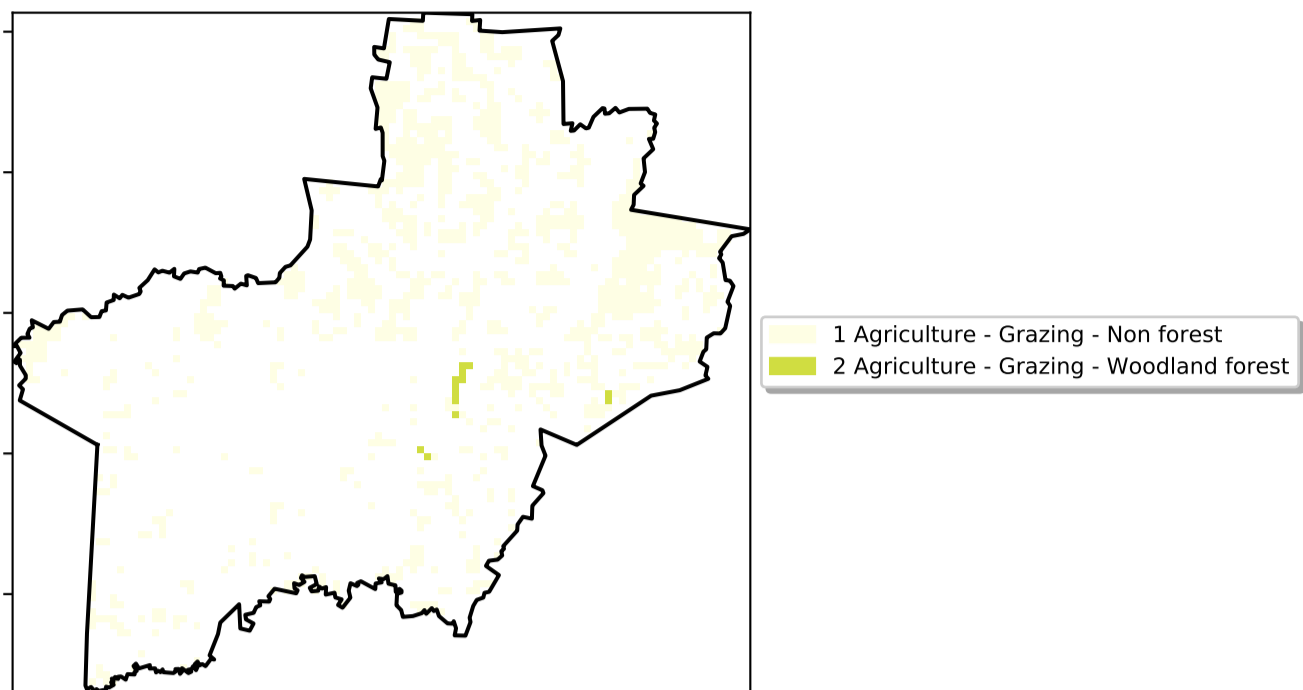 1 Agriculture - Grazing - Non forest
2 Agriculture - Grazing - Woodland forest